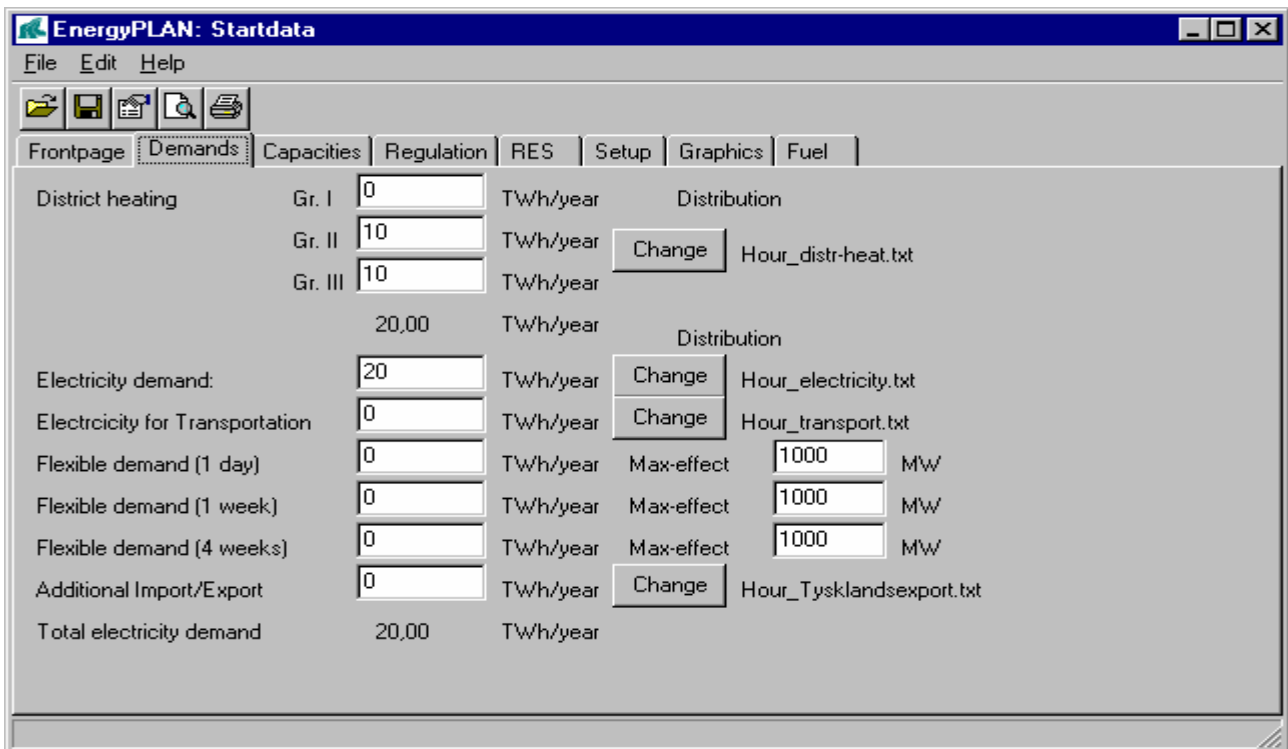 EnergyPLAN: Startdata
File Edit Help
Frontpage Demands Capacities Regulation RES Setup Graphics Fuel
District heating Gr. I 0 TWh/year Distribution
Gr. II 10 TWh/year Change Hour_distr-heat.txt
Gr. III 10 TWh/year
20,00 TWh/year
Distribution
Electricity demand: 20 TWh/year Change Hour_electricity.txt
Electrcicity for Transportation 0 TWh/year Change Hour_transport.txt
Flexible demand (1 day) 0 TWh/year Max-effect 1000 MW
Flexible demand (1 week) 0 TWh/year Max-effect 1000 MW
Flexible demand (4 weeks) 0 TWh/year Max-effect 1000 MW
Additional Import/Export 0 TWh/year Change Hour_Tysklandsexport.txt
Total electricity demand 20,00 TWh/year